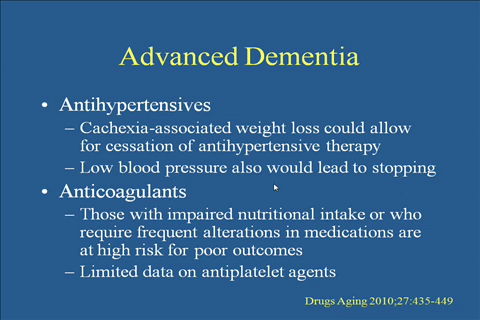 Advanced Dementia
• Antihypertensives
– Cachexia-associated weight loss could allow
for cessation of antihypertensive therapy
– Low blood pressure also would lead to stopping
• Anticoagulants
– Those with impaired nutritional intake or who
require frequent alterations in medications are
at high risk for poor outcomes
– Limited data on antiplatelet agents
Drugs Aging 2010;27:435-449